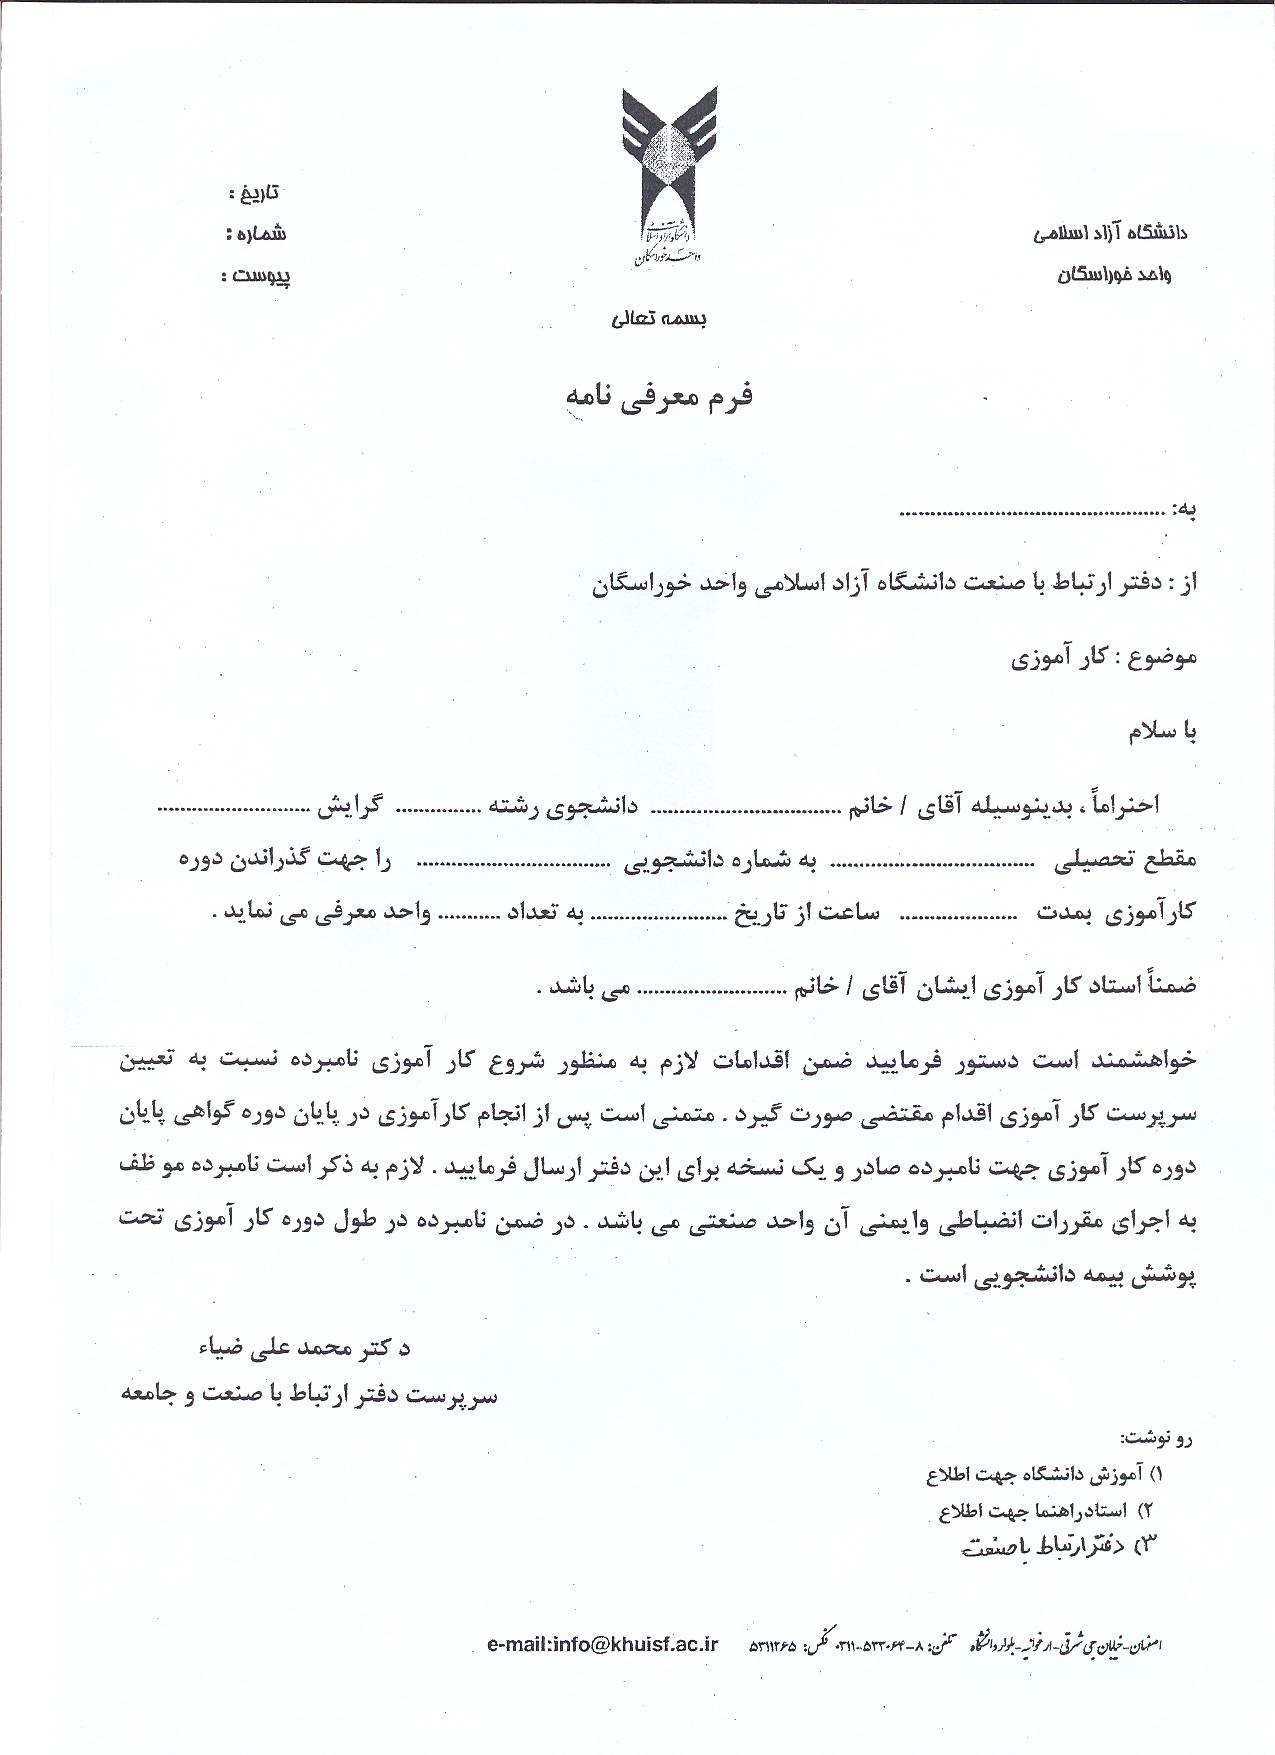 دانشگاه آزاد اسلامی
واحد خوراسگان
تاریخ :
شماره :
پیوست :
بسمه تعالی
فرم معرفی نامه
به: ............................................
از : دفتر ارتباط با صنعت دانشگاه آزاد اسلامی واحد خوراسگان
موضوع : کار آموزی
با سلام
احتراماً ، بدینوسیله آقای / خانم ................................ دانشجوی رشته ............... گرایش ..........................
مقطع تحصیلی .................................. به شماره دانشجویی ................................ را جهت گذراندن دوره
کارآموزی بمدت .................... ساعت از تاریخ ....................... به تعداد ........... واحد معرفی می نماید .
ضمناً استاد کار آموزی ایشان آقای / خانم ......................... می باشد .
خواهشمند است دستور فرمایید ضمن اقدامات لازم به منظور شروع کار آموزی نامبرده نسبت به تعیین
سرپرست کار آموزی اقدام مقتضی صورت گیرد . متمنی است پس از انجام کارآموزی در پایان دوره گواهی پایان
دوره کار آموزی جهت نامبرده صادر و یک نسخه برای این دفتر ارسال فرمایید . لازم به ذکر است نامبرده مو ظف
به اجرای مقررات انضباطی وایمنی آن واحد صنعتی می باشد . در ضمن نامبرده در طول دوره کار آموزی تحت
پوشش بیمه دانشجویی است .
د کتر محمد علی ضیاء
سرپرست دفتر ارتباط با صنعت و جامعه
رو نوشت:
۱) آموزش دانشگاه جهت اطلاع
۲) استادراهنما جهت اطلاع
۳) دفتر ارتباط با صنعت
اصفهان-خیابان جی شرقی-ارغوانیه-بلوار دانشگاه تلفن: ۸-۰۳۱۱-۵۳۳۰۶۴ فکس: ۵۳۱۱۲۶۵ e-mail:info@khuisf.ac.ir